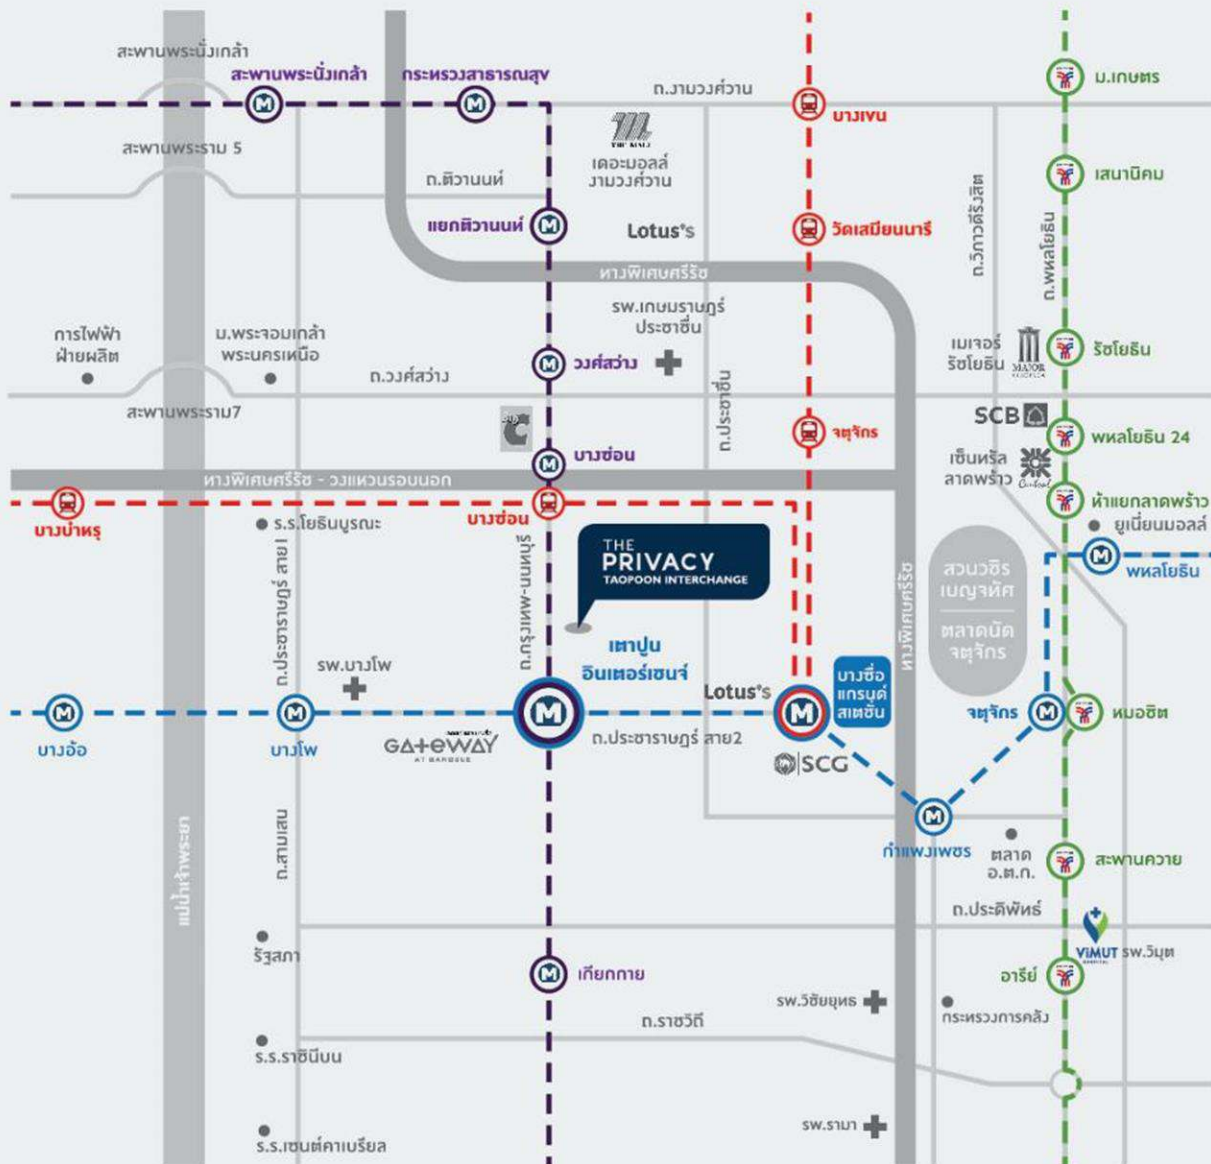 สะพานพระนั่งเกล้า
สะพานพระนั่งเกล้า
กระทรวงสาธารณสุข
ถ.งามวงศ์วาน
ม.เกษตร
บางเขน
THE MALL
เดอะมอลล์
งามวงศ์วาน
สะพานพระราม 5
ถ.ติวานนท์
เสนานิคม
ถ.วิภาวดีรังสิต
ถ.พหลโยธิน
แยกติวานนท์
Lotus's
วัดเสมียนนารี
ทางพิเศษศรีรัช
รพ.เกษมราษฎร์
ประชาชื่น
การไฟฟ้า
ฝ่ายผลิต
ม.พระจอมเกล้า
พระนครเหนือ
วงศ์สว่าง
เมเจอร์
รัชโยธิน
MAJOR
รัชโยธิน
ถ.วงศ์สว่าง
ถ.ประชาชื่น
สะพานพระราม7
SCB
จตุจักร
พหลโยธิน 24
บางซ่อน
เซ็นทรัล
ลาดพร้าว
Central
ทางพิเศษศรีรัช - วงแหวนรอบนอก
ห้าแยกลาดพร้าว
บางบำหรุ
ร.ร.โยธินบูรณะ
บางซ่อน
ยูเนี่ยนมอลล์
THE
PRIVACY
TAOPOON INTERCHANGE
พหลโยธิน
สวนวชิร
เบญจทัศ
ตลาดนัด
จตุจักร
ถ.ประชาราษฎร์ สาย1
ถ.กรุงเทพ-นนทบุรี
ทางพิเศษศรีรัช
เตาปูน
อินเตอร์เชนจ์
รพ.บางโพ
Lotus's
บางซื่อ
แกรนด์
สเตชั่น
จตุจักร
หมอชิต
บางอ้อ
บางโพ
GATEWAY
AT BANGSUE
ถ.ประชาราษฎร์ สาย2
SCG
แม่น้ำเจ้าพระยา
ถ.สามเสน
กำแพงเพชร
ตลาด
อ.ต.ก.
สะพานควาย
ถ.ประดิพัทธ์
รัฐสภา
ViMUT
HOSPITAL
รพ.วิมุต
เกียกกาย
อารีย์
รพ.วิชัยยุทธ
กระทรวงการคลัง
ถ.ราชวิถี
ร.ร.ราชินีบน
รพ.รามา
ร.ร.เซนต์คาเบรียล